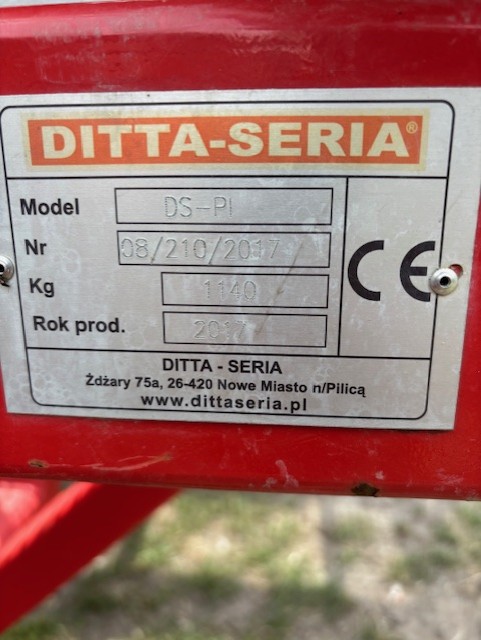 DITTA-SERIA®
Model DS-PI
Nr 08/210/2017
Kg 1140
Rok prod. 2017
CE
DITTA - SERIA
Żdżary 75a, 26-420 Nowe Miasto n/Pilicą
www.dittaseria.pl